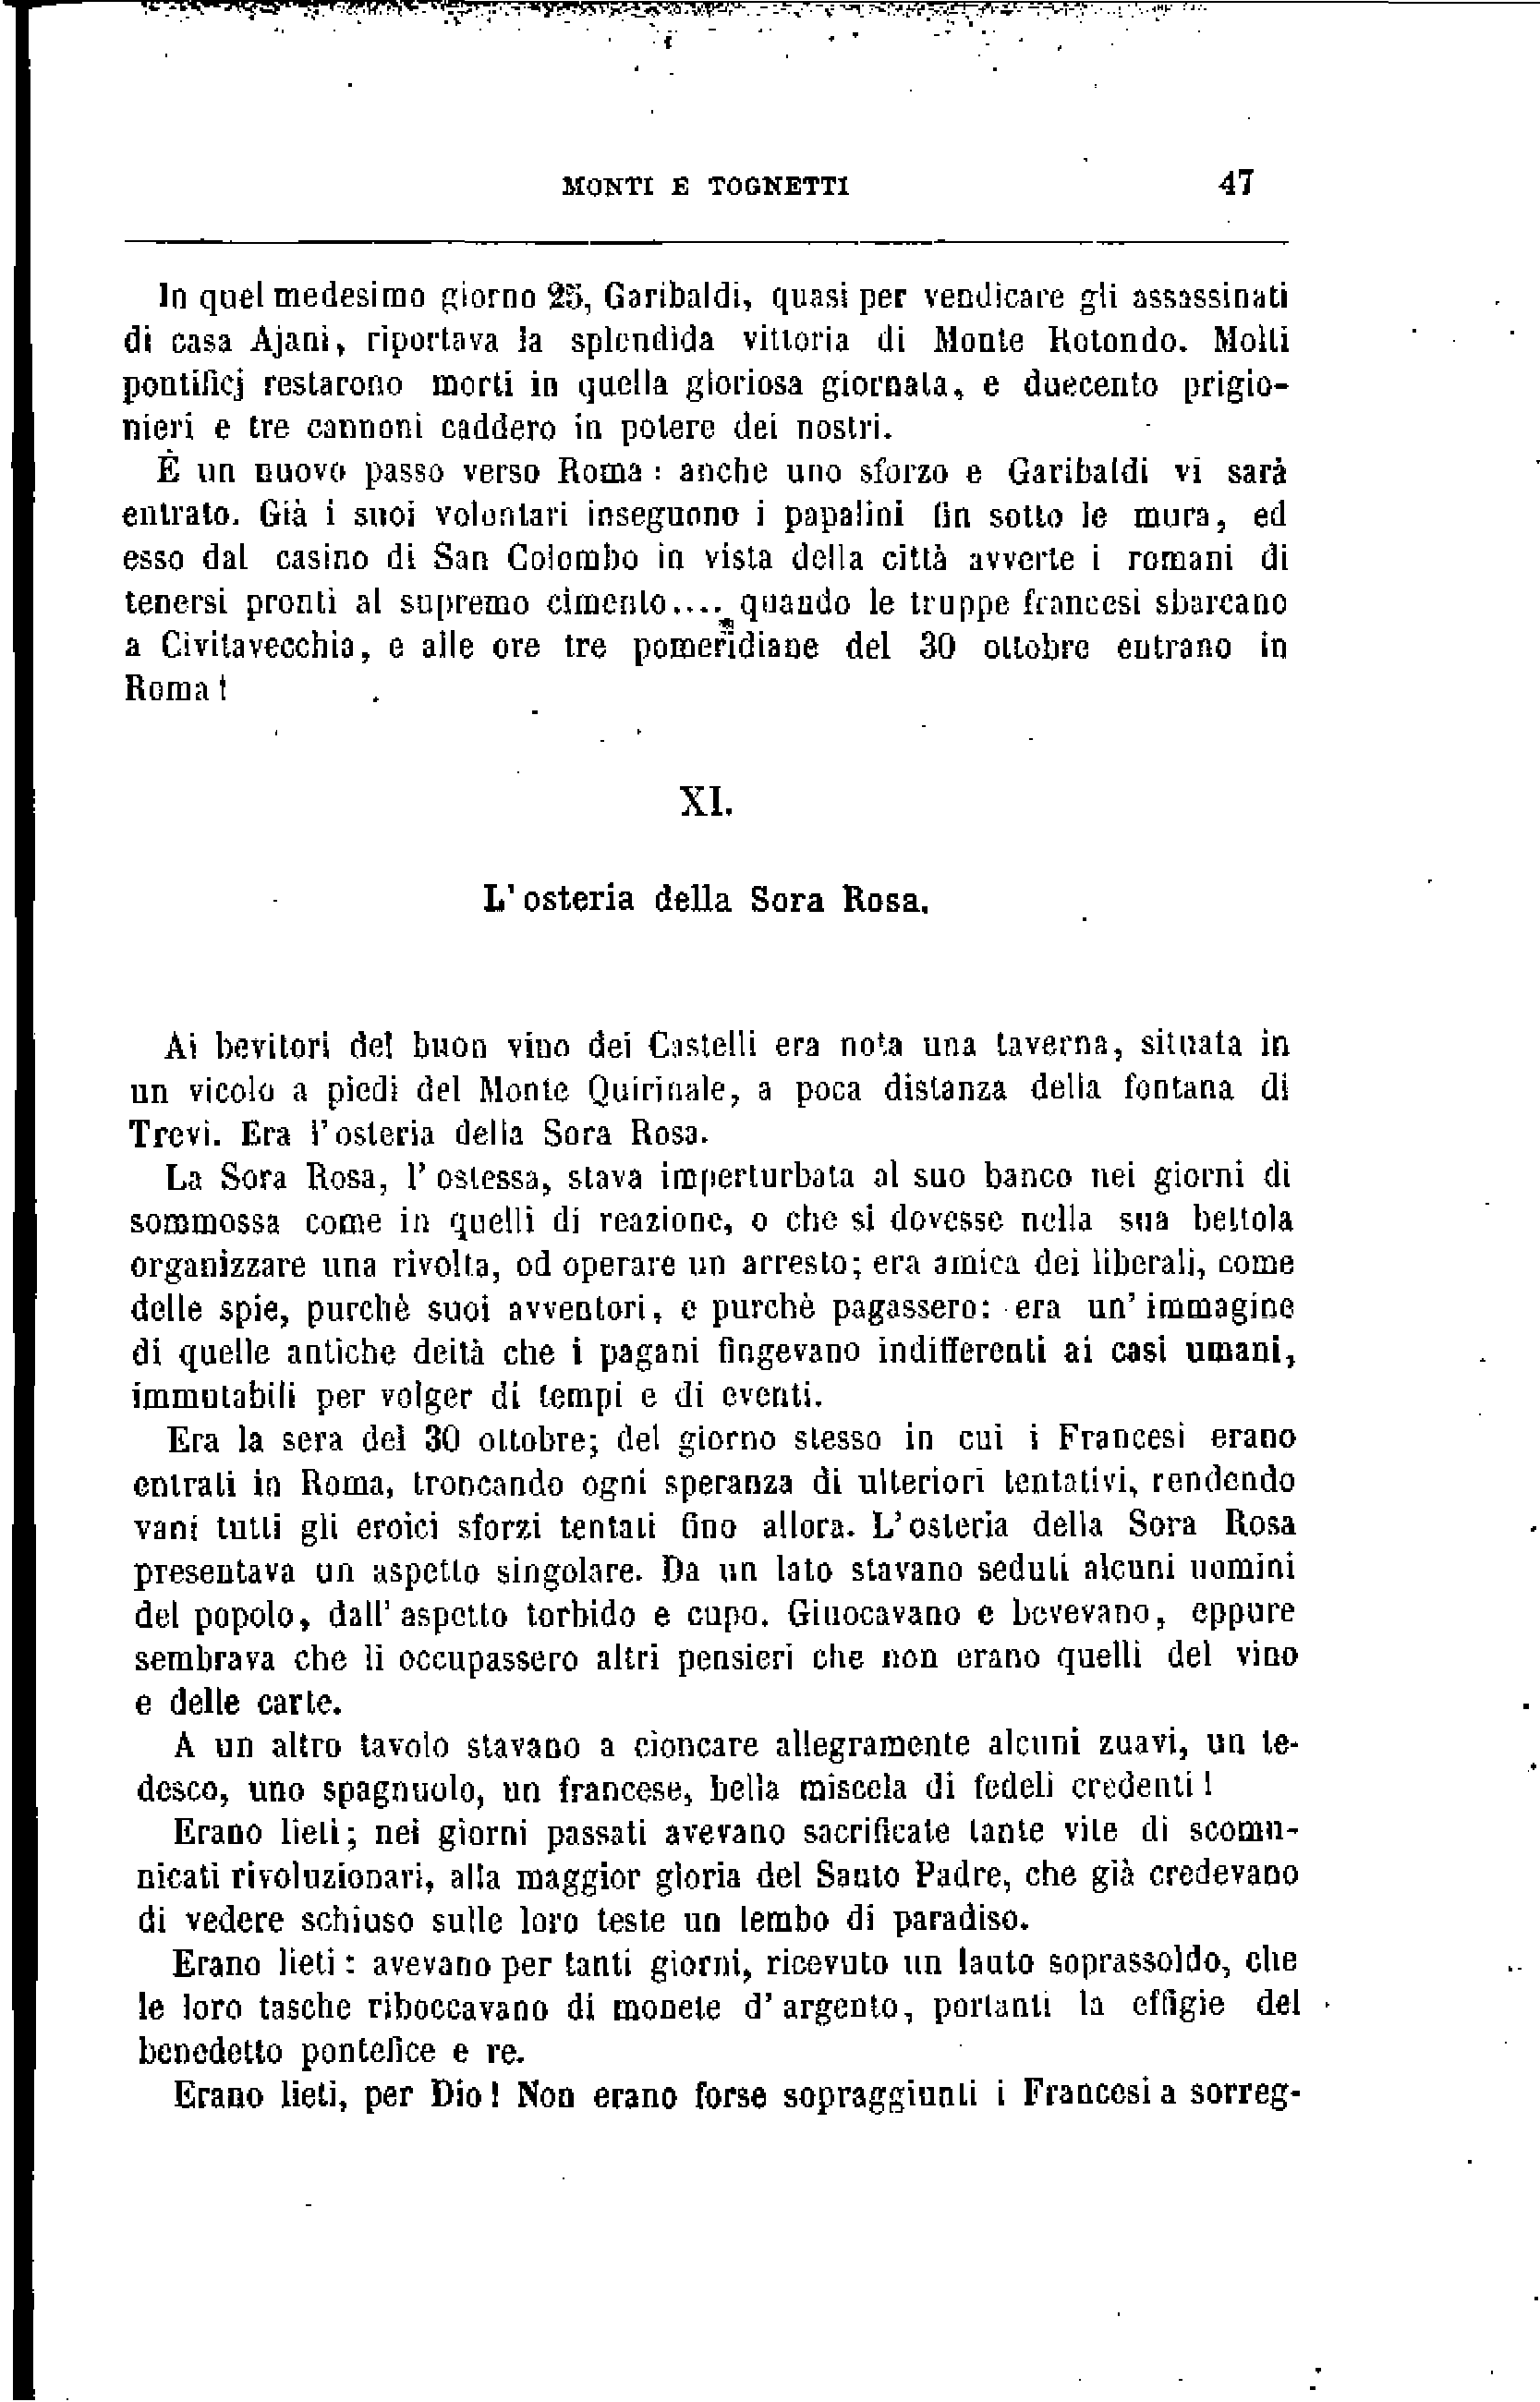 MONTI E TOGNETTI 47
In quel medesimo giorno 25, Garibaldi, quasi per vendicare gli assassinati
di casa Ajani, riportava la splendida vittoria di Monte Rotondo. Molti
pontificj restarono morti in quella gloriosa giornata, e duecento prigio-
nieri e tre cannoni caddero in potere dei nostri.
È un nuovo passo verso Roma: anche uno sforzo e Garibaldi vi sarà
entrato. Già i suoi volontari inseguono i papalini fin sotto le mura, ed
esso dal casino di San Colombo in vista della città avverte i romani di
tenersi pronti al supremo cimento.... quando le truppe francesi sbarcano
a Civitavecchia, e alle ore tre pomeridiane del 30 ottobre entrano in
Roma!
XI.
L'osteria della Sora Rosa.
Ai bevitori del buon vino dei Castelli era nota una taverna, situata in
un vicolo a piedi del Monte Quirinale, a poca distanza della fontana di
Trevi. Era l'osteria della Sora Rosa.
La Sora Rosa, l'ostessa, stava imperturbata al suo banco nei giorni di
sommossa come in quelli di reazione, o che si dovesse nella sua bettola
organizzare una rivolta, od operare un arresto; era amica dei liberali, come
delle spie, purchè suoi avventori, e purchè pagassero: era un'immagine
di quelle antiche deità che i pagani fingevano indifferenti ai casi umani,
immutabili per volger di tempi e di eventi.
Era la sera del 30 ottobre; del giorno stesso in cui i Francesi erano
entrati in Roma, troncando ogni speranza di ulteriori tentativi, rendendo
vani tutti gli eroici sforzi tentati fino allora. L'osteria della Sora Rosa
presentava un aspetto singolare. Da un lato stavano seduti alcuni uomini
del popolo, dall'aspetto torbido e cupo. Giuocavano e bevevano, eppure
sembrava che li occupassero altri pensieri che non erano quelli del vino
e delle carte.
A un altro tavolo stavano a cioncare allegramente alcuni zuavi, un te-
desco, uno spagnuolo, un francese, bella miscela di fedeli credenti!
Erano lieti; nei giorni passati avevano sacrificate tante vite di scomu-
nicati rivoluzionari, alla maggior gloria del Santo Padre, che già credevano
di vedere schiuso sulle loro teste un lembo di paradiso.
Erano lieti: avevano per tanti giorni, ricevuto un lauto soprassoldo, che
le loro tasche riboccavano di monete d'argento, portanti la effigie del
benedetto pontefice e re.
Erano lieti, per Dio! Non erano forse sopraggiunti i Francesi a sorreg-